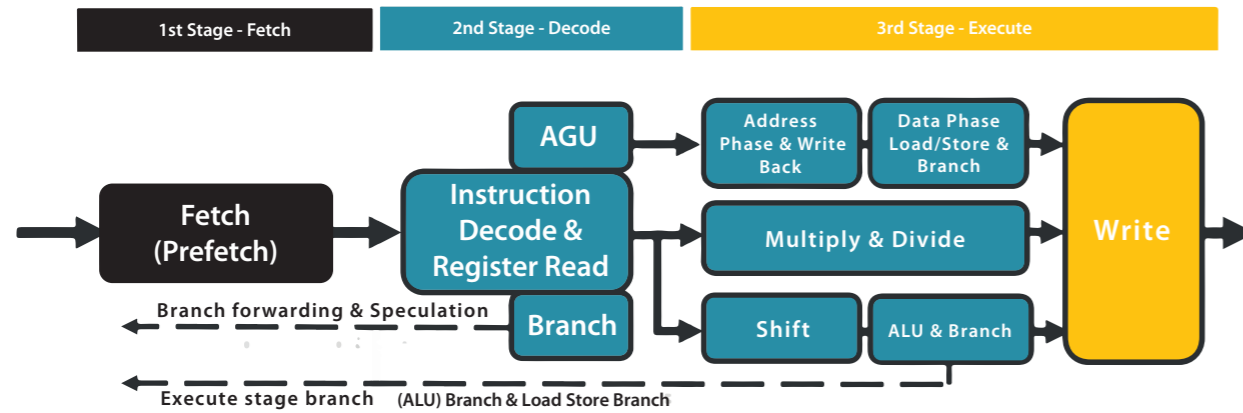 1st Stage - Fetch
2nd Stage - Decode
3rd Stage - Execute
AGU
Address
Phase & Write
Back
Data Phase
Load/Store &
Branch
Fetch
(Prefetch)
Instruction
Decode &
Register Read
Multiply & Divide
Write
Branch forwarding & Speculation
Branch
Shift
ALU & Branch
Execute stage branch (ALU) Branch & Load Store Branch